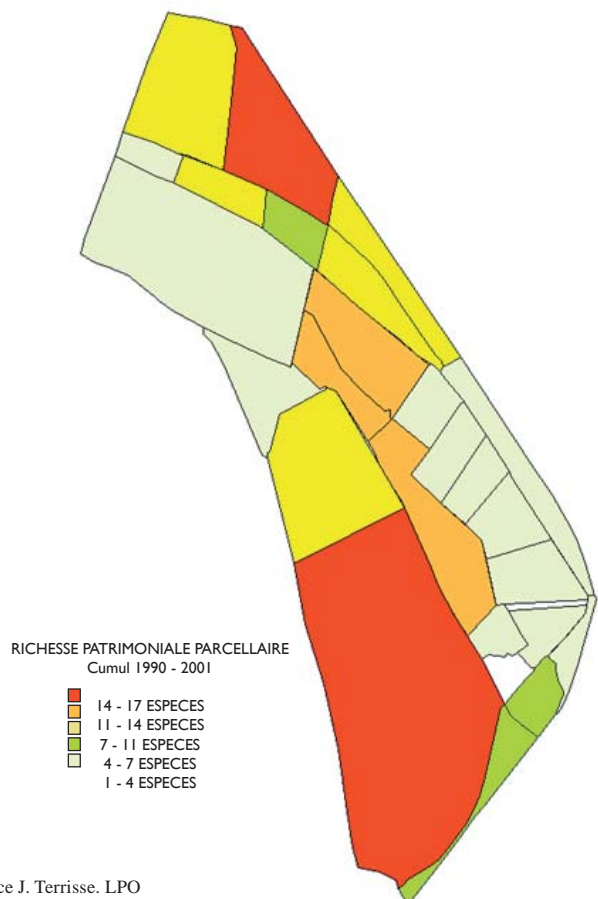 RICHESSE PATRIMONIALE PARCELLAIRE
Cumul 1990 - 2001
14 - 17 ESPECES
11 - 14 ESPECES
7 - 11 ESPECES
4 - 7 ESPECES
1 - 4 ESPECES
J. Terrisse. LPO